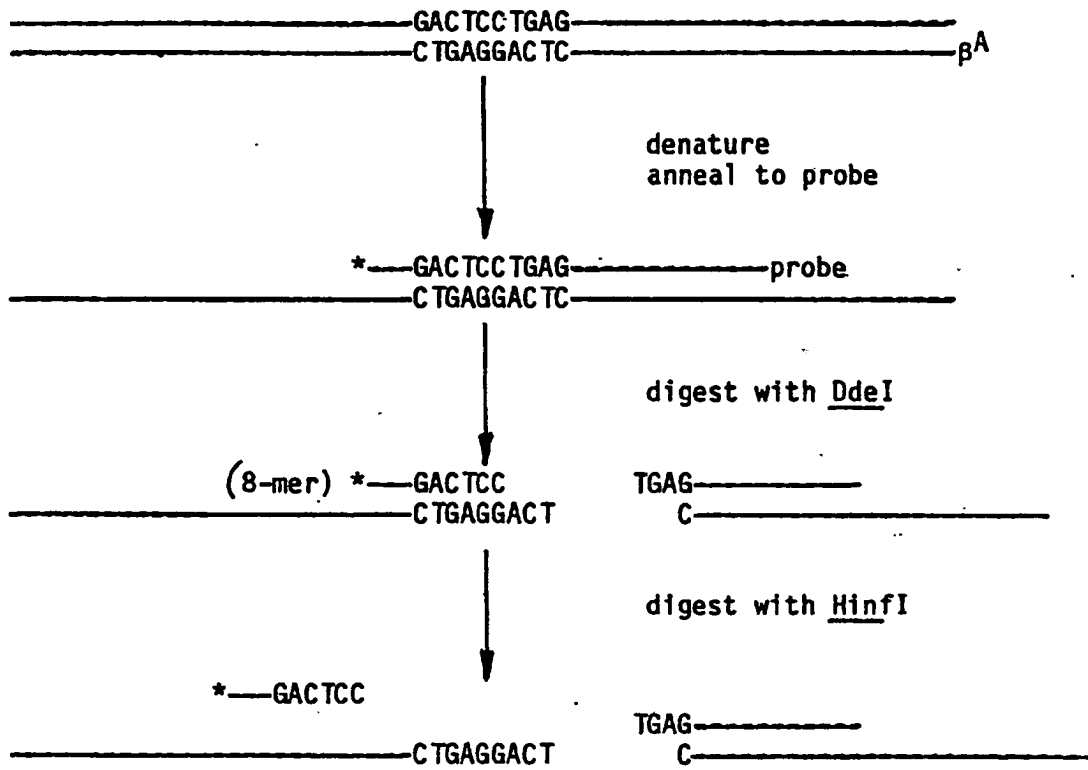 GACTCCTGAG
CTGAGGACTC βA
denature
anneal to probe
*GACTCCTGAG probe
CTGAGGACTC
digest with DdeI
(8-mer) *GACTCC TGAG
CTGAGGACT C
digest with HinfI
*GACTCC
TGAG
CTGAGGACT C